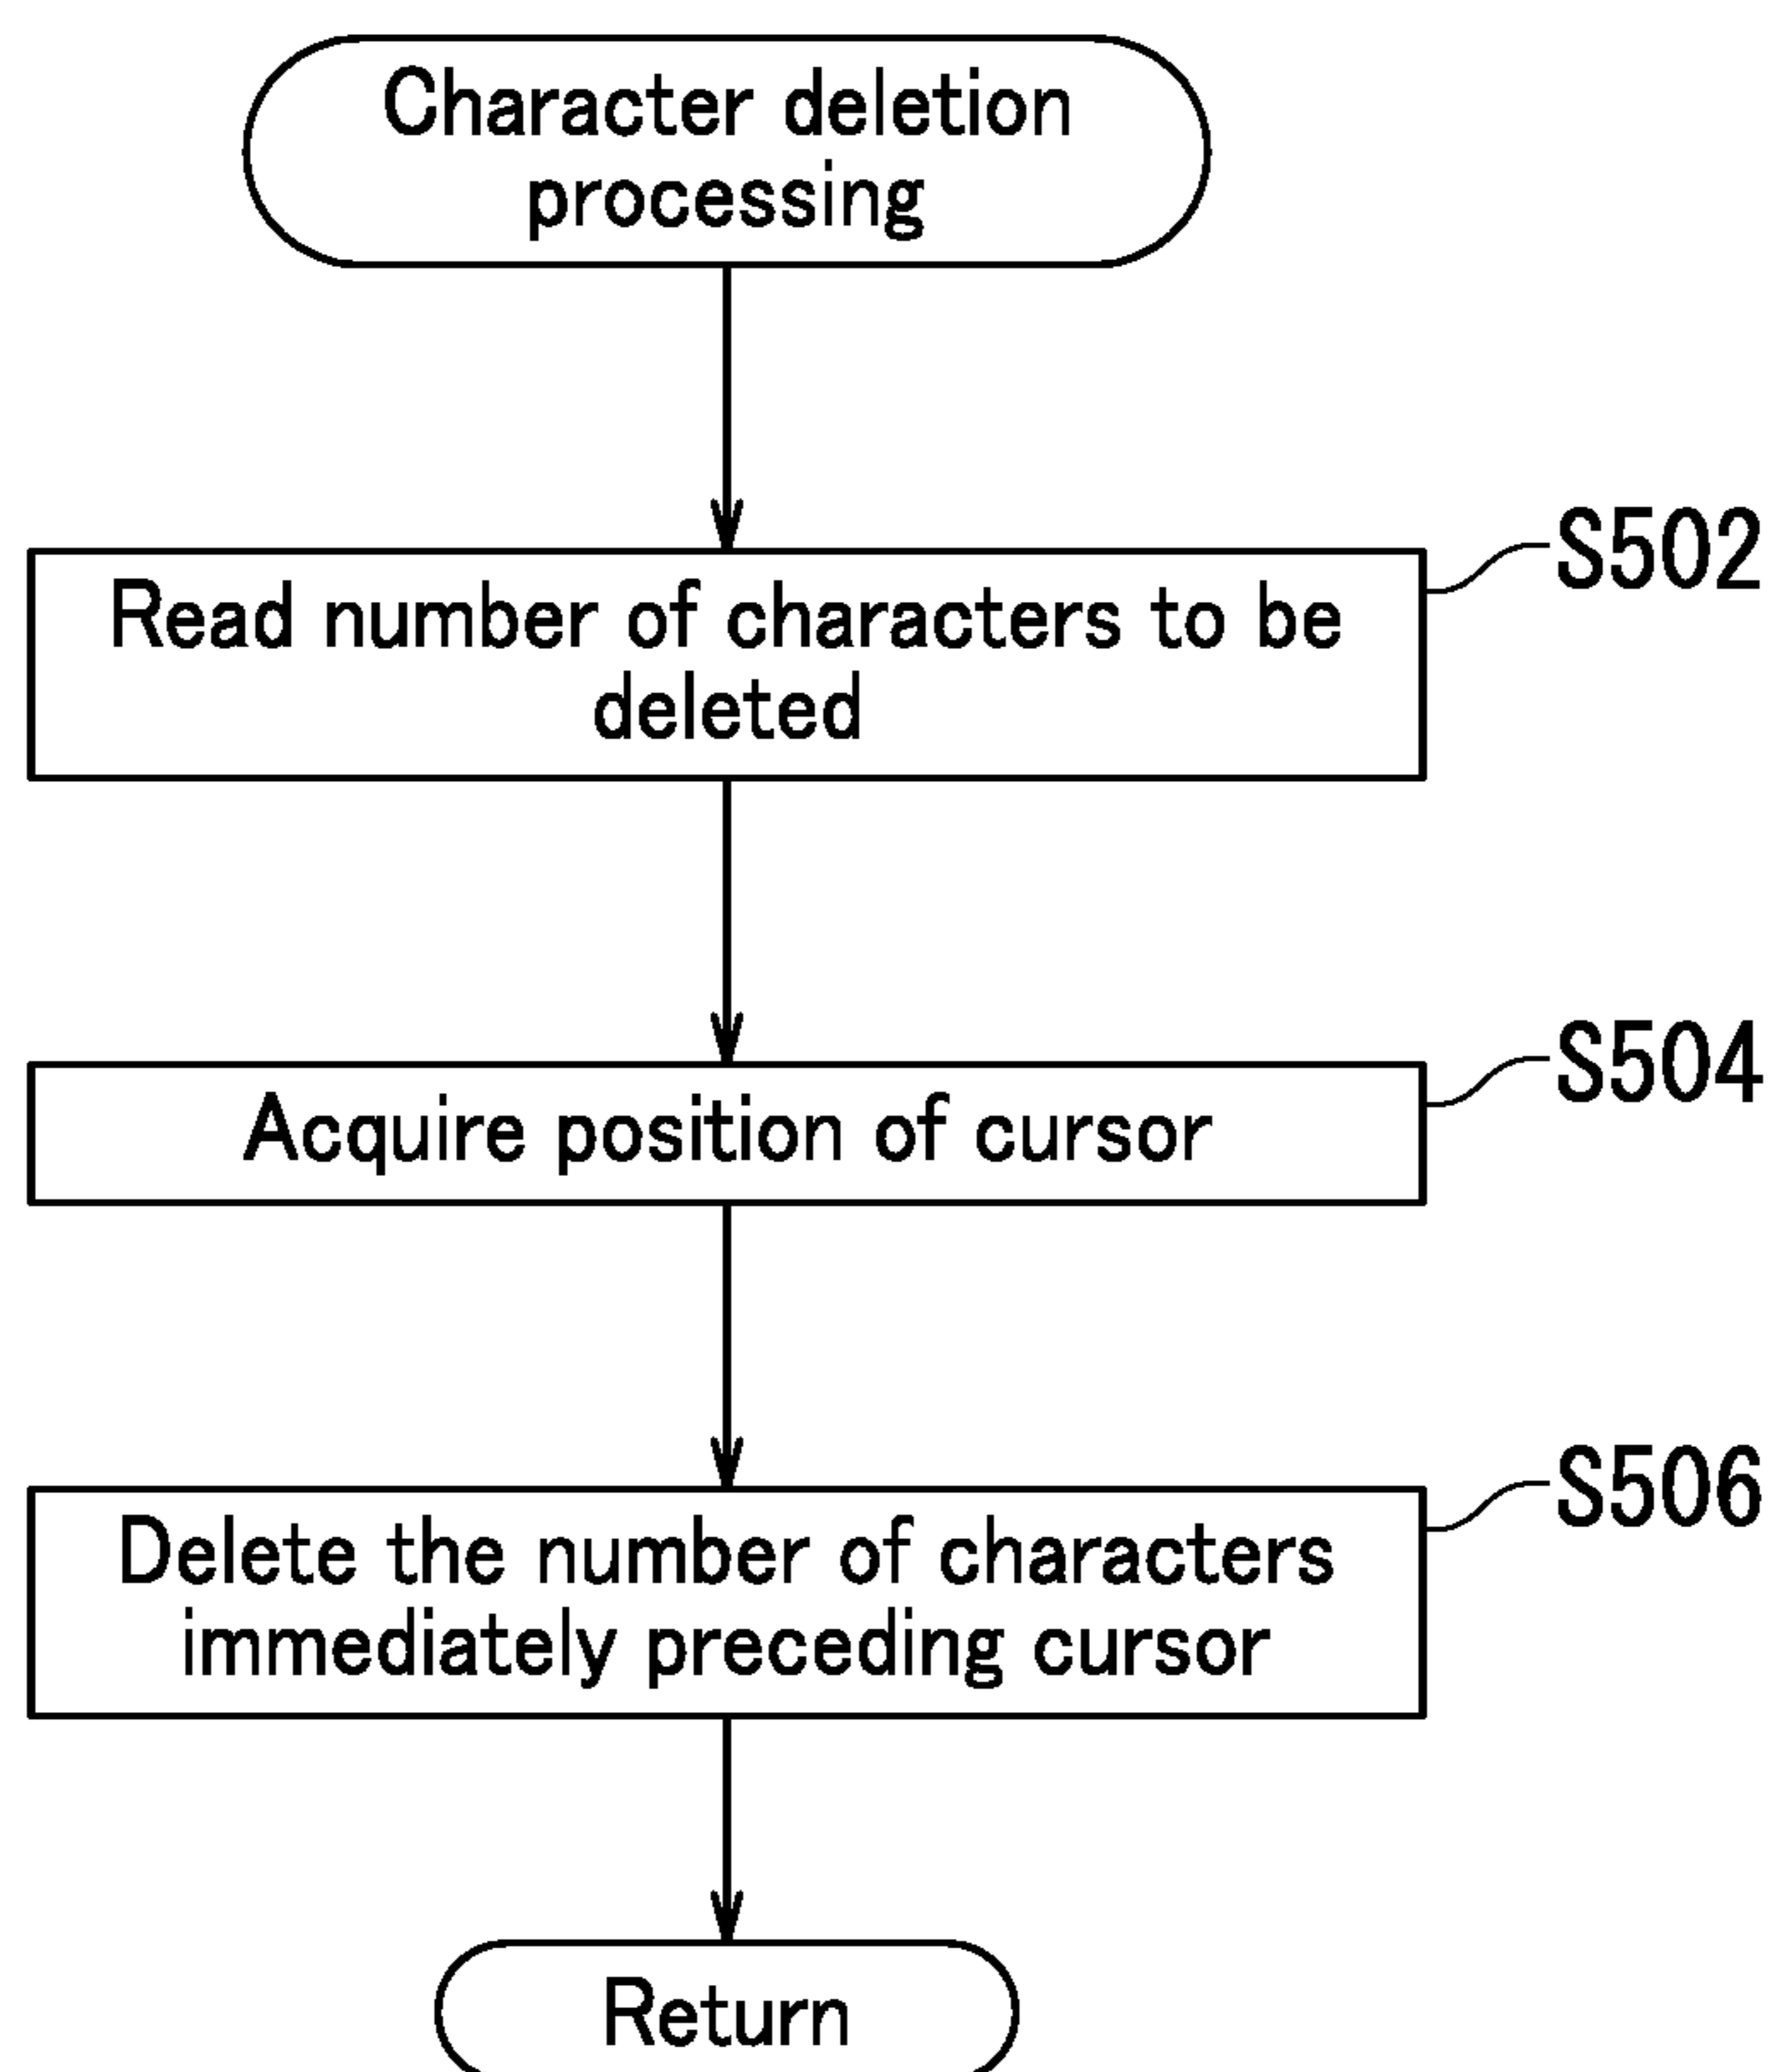 Character deletion
processing
S502
Read number of characters to be
deleted
S504
Acquire position of cursor
S506
Delete the number of characters
immediately preceding cursor
Return